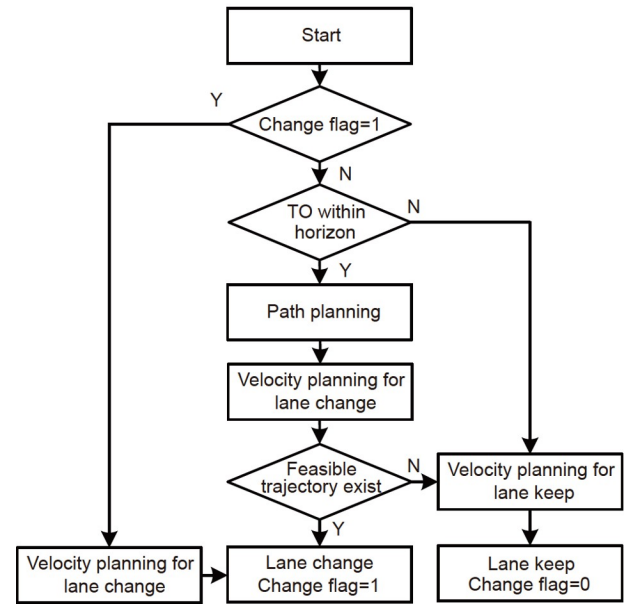 Start
Y
Change flag=1
N
TO within
horizon
N
Y
Path planning
Velocity planning for
lane change
Feasible
trajectory exist
N
Velocity planning for
lane keep
Y
Velocity planning for
lane change
Lane change
Change flag=1
Lane keep
Change flag=0